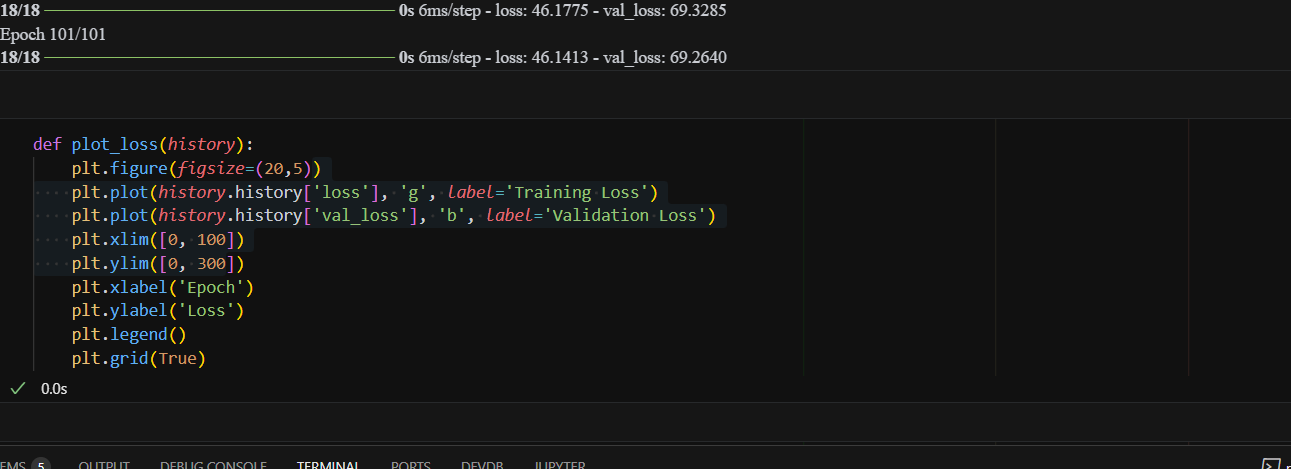 18/18 0s 6ms/step - loss: 46.1775 - val_loss: 69.3285
Epoch 101/101
18/18 0s 6ms/step - loss: 46.1413 - val_loss: 69.2640
def plot_loss(history):
    plt.figure(figsize=(20,5))
    plt.plot(history.history['loss'], 'g', label='Training Loss')
    plt.plot(history.history['val_loss'], 'b', label='Validation Loss')
    plt.xlim([0, 100])
    plt.ylim([0, 300])
    plt.xlabel('Epoch')
    plt.ylabel('Loss')
    plt.legend()
    plt.grid(True)
0.0s
EMS 5 OUTPUT DEBUG CONSOLE TERMINAL PORTS DEVDB JUPYTER